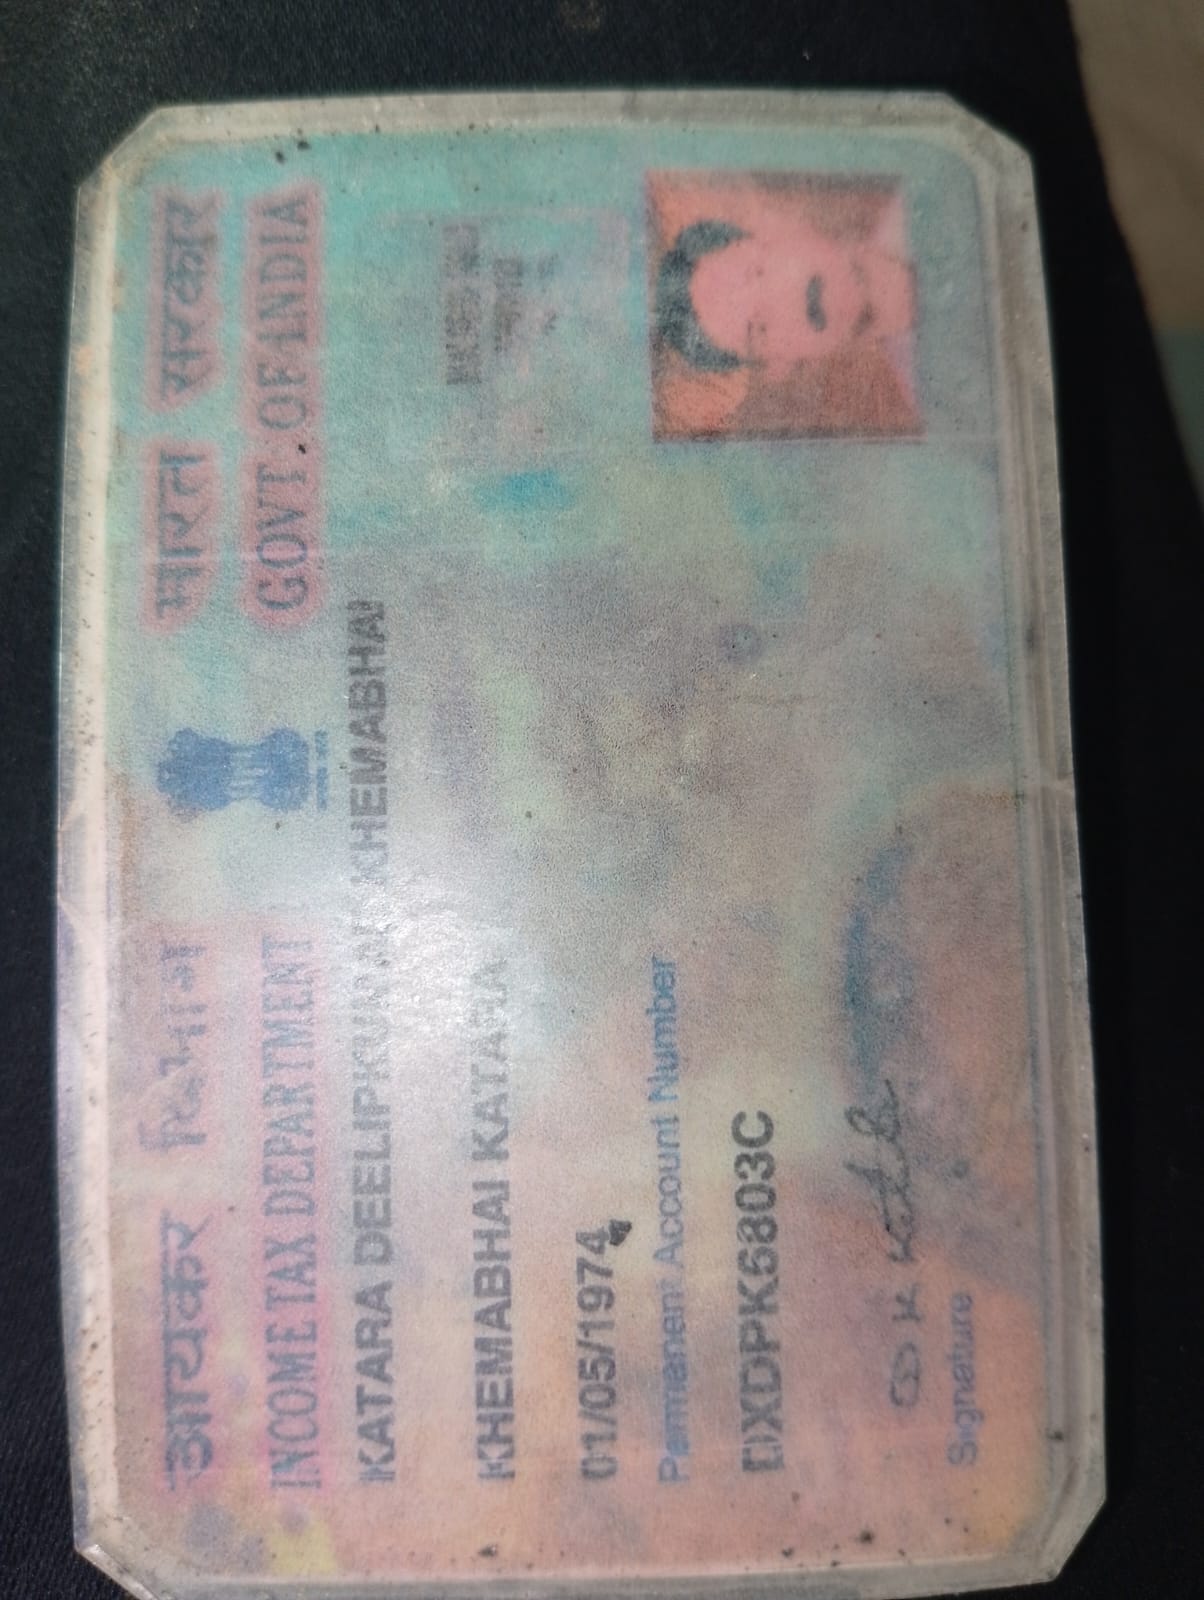 आयकर विभाग
भारत सरकार
INCOME TAX DEPARTMENT
GOVT. OF INDIA
KATARA DEELIPKUMAR KHEMABHAI
KHEMABHAI KATARA
01/05/1974
Permanent Account Number
DXDPK6803C
Signature